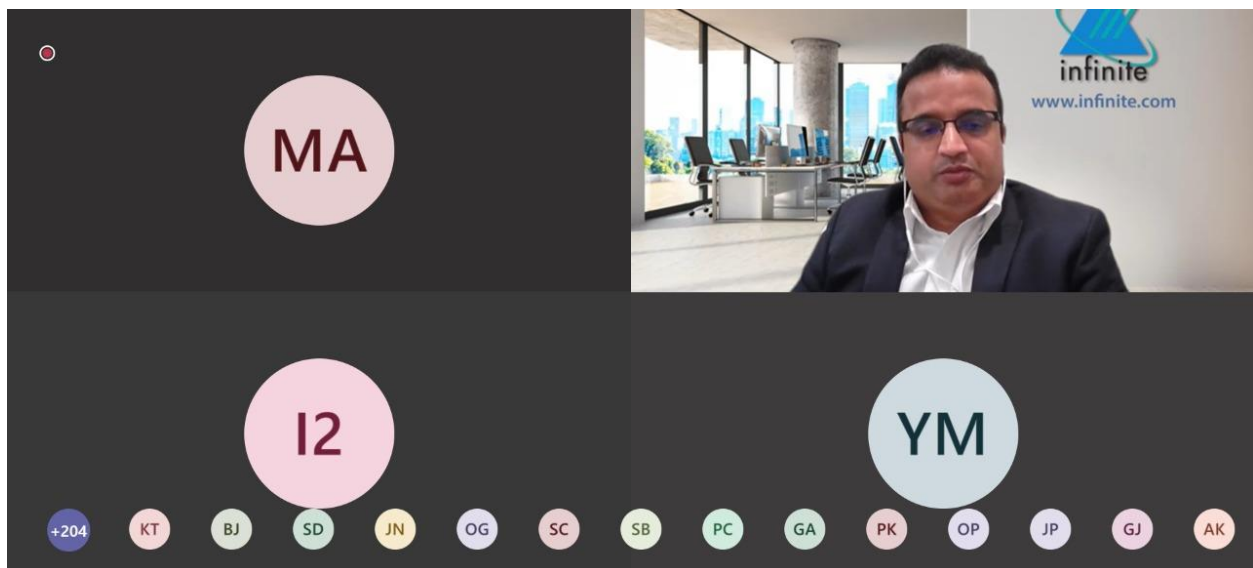 MA
infinite
www.infinite.com
I2
YM
+204 KT BJ SD JN OG SC SB PC GA PK OP JP GJ AK